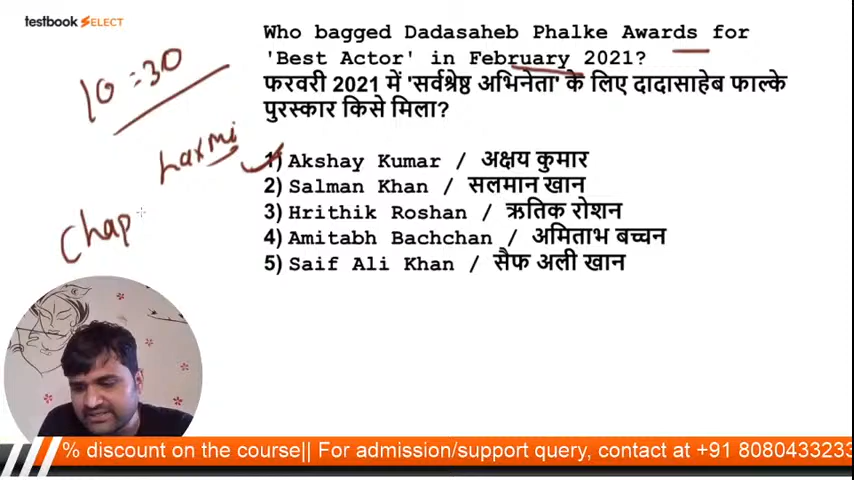 testbook SELECT
Who bagged Dadasaheb Phalke Awards for
'Best Actor' in February 2021?
फरवरी 2021 में 'सर्वश्रेष्ठ अभिनेता' के लिए दादासाहेब फाल्के
पुरस्कार किसे मिला?
10:30
Laxmi
1) Akshay Kumar / अक्षय कुमार
2) Salman Khan / सलमान खान
3) Hrithik Roshan / ऋतिक रोशन
Chap
4) Amitabh Bachchan / अमिताभ बच्चन
5) Saif Ali Khan / सैफ अली खान
% discount on the course|| For admission/support query, contact at +91 8080433233